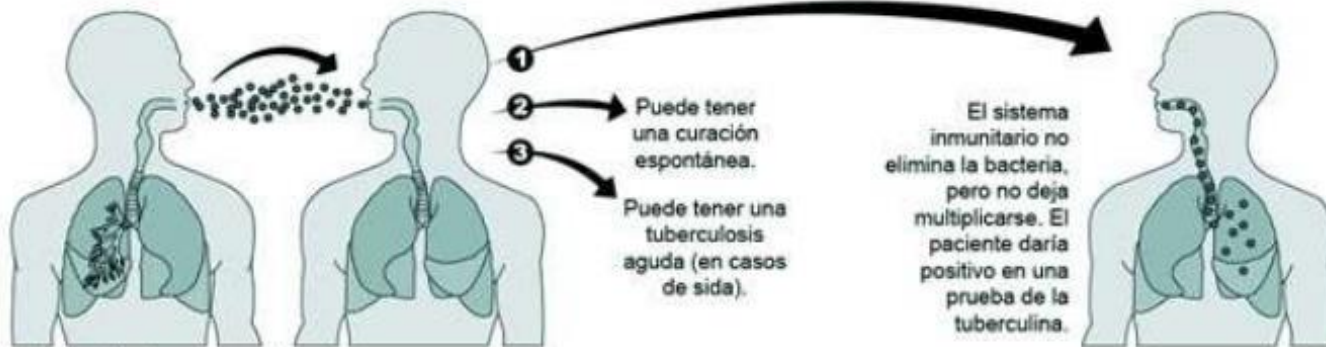 1
2
Puede tener
una curación
espontánea.
3
Puede tener una
tuberculosis
aguda (en casos
de sida).
El sistema
inmunitario no
elimina la bacteria,
pero no deja
multiplicarse. El
paciente daría
positivo en una
prueba de la
tuberculina.